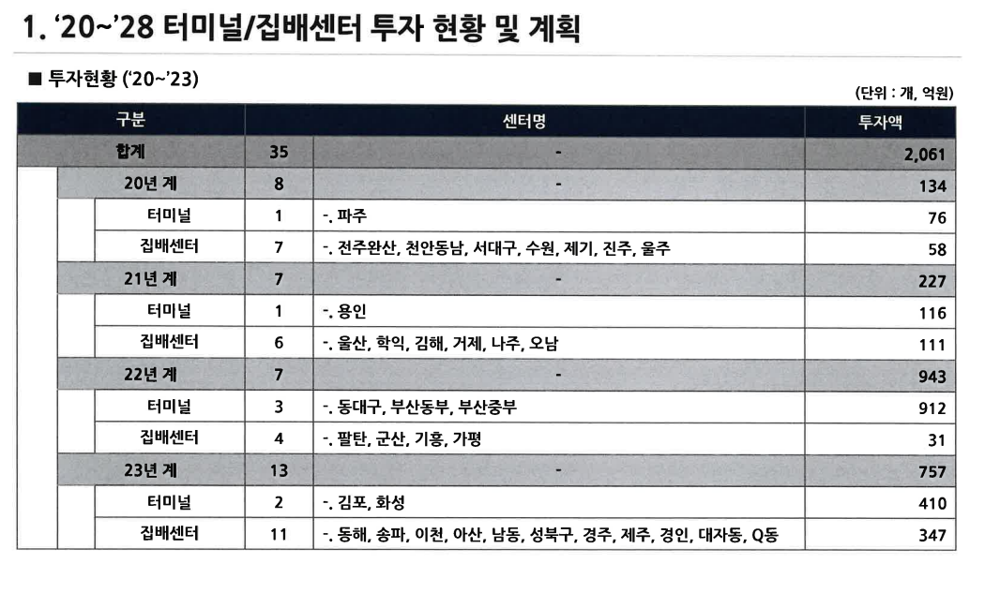 1. ‘20~’28 터미널/집배센터 투자 현황 및 계획
■ 투자현황 (‘20~’23)
(단위 : 개, 억원)
구분 센터명 투자액
합계 35 - 2,061
20년 계 8 - 134
터미널 1 -. 파주 76
집배센터 7 -. 전주완산, 천안동남, 서대구, 수원, 제기, 진주, 울주 58
21년 계 7 - 227
터미널 1 -. 용인 116
집배센터 6 -. 울산, 학익, 김해, 거제, 나주, 오남 111
22년 계 7 - 943
터미널 3 -. 동대구, 부산동부, 부산중부 912
집배센터 4 -. 팔탄, 군산, 기흥, 가평 31
23년 계 13 - 757
터미널 2 -. 김포, 화성 410
집배센터 11 -. 동해, 송파, 이천, 아산, 남동, 성북구, 경주, 제주, 경인, 대자동, Q동 347